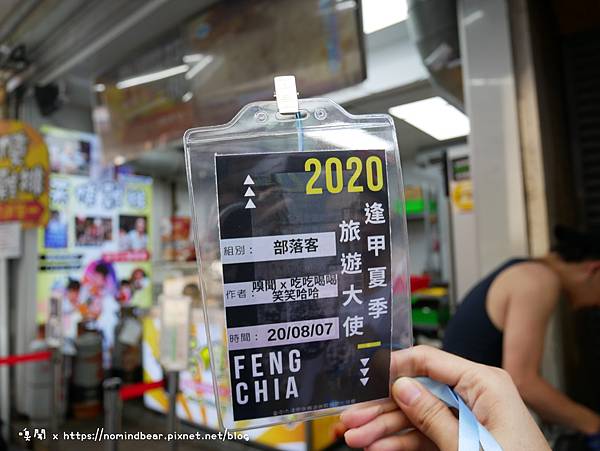 2020
逢甲夏季
旅遊大使
組別：
部落客
作者：
嗅聞 x 吃吃喝喝
笑笑哈哈
時間：
20/08/07
FENG
CHIA
嗅聞 x https://nomindbear.pixnet.net/blog